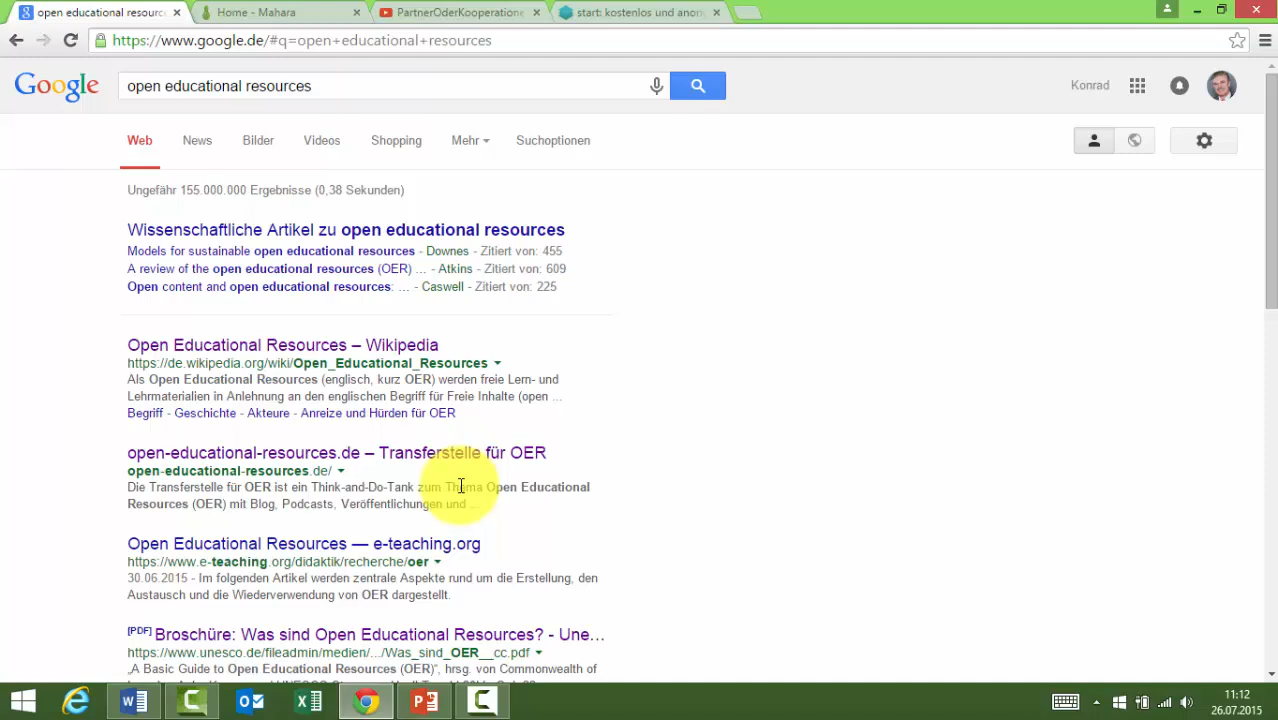 open educational resourc
Home - Mahara
PartnerOderKooperatione
start: kostenlos und anon
https://www.google.de/#q=open+educational+resources
Google
open educational resources
Konrad
Web
News
Bilder
Videos
Shopping
Mehr
Suchoptionen
Ungefähr 155.000.000 Ergebnisse (0,38 Sekunden)
Wissenschaftliche Artikel zu open educational resources
Models for sustainable open educational resources - Downes - Zitiert von: 455
A review of the open educational resources (OER) ... - Atkins - Zitiert von: 609
Open content and open educational resources: ... - Caswell - Zitiert von: 225
Open Educational Resources – Wikipedia
https://de.wikipedia.org/wiki/Open_Educational_Resources
Als Open Educational Resources (englisch, kurz OER) werden freie Lern- und
Lehrmaterialien in Anlehnung an den englischen Begriff für Freie Inhalte (open ...
Begriff - Geschichte - Akteure - Anreize und Hürden für OER
open-educational-resources.de – Transferstelle für OER
open-educational-resources.de/
Die Transferstelle für OER ist ein Think-and-Do-Tank zum Thema Open Educational
Resources (OER) mit Blog, Podcasts, Veröffentlichungen und ...
Open Educational Resources — e-teaching.org
https://www.e-teaching.org/didaktik/recherche/oer
30.06.2015 - Im folgenden Artikel werden zentrale Aspekte rund um die Erstellung, den
Austausch und die Wiederverwendung von OER dargestellt.
[PDF] Broschüre: Was sind Open Educational Resources? - Une...
https://www.unesco.de/fileadmin/medien/.../Was_sind_OER__cc.pdf
„A Basic Guide to Open Educational Resources (OER)“, hrsg. von Commonwealth of
11:12
26.07.2015